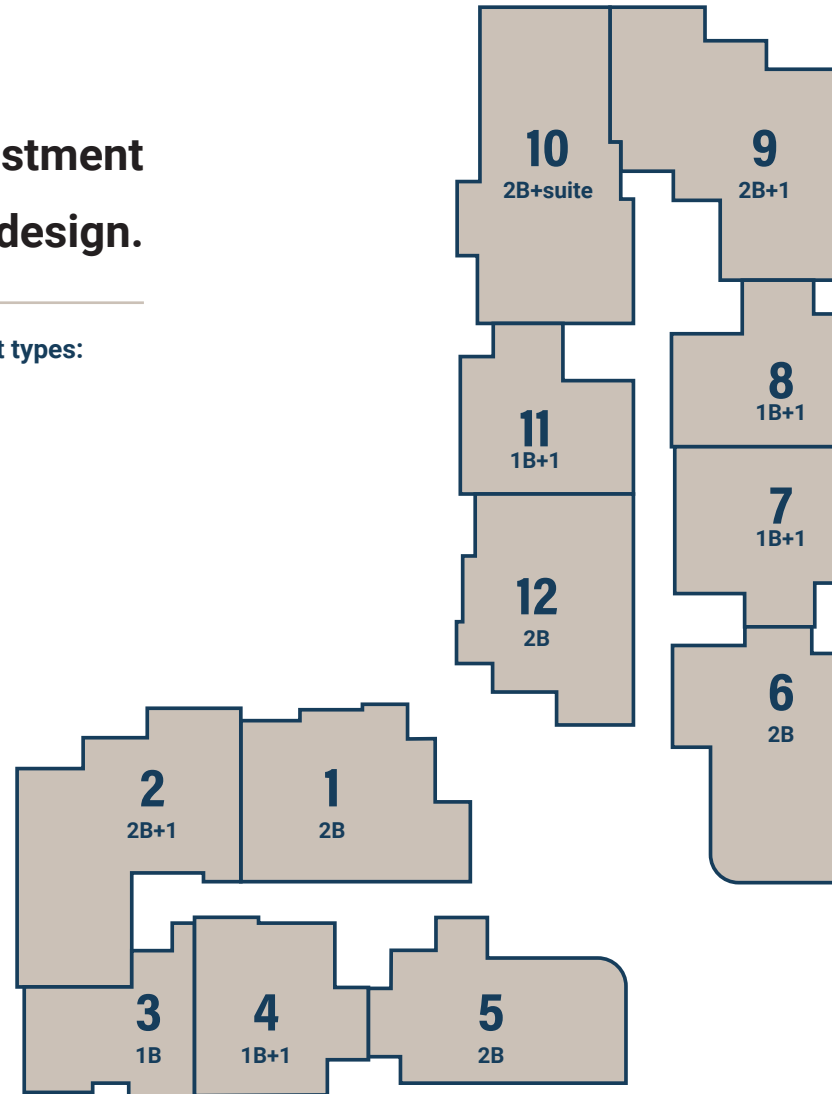 stment
design.
t types:
10
2B+suite
9
2B+1
8
1B+1
11
1B+1
7
1B+1
12
2B
6
2B
2
2B+1
1
2B
3
1B
4
1B+1
5
2B